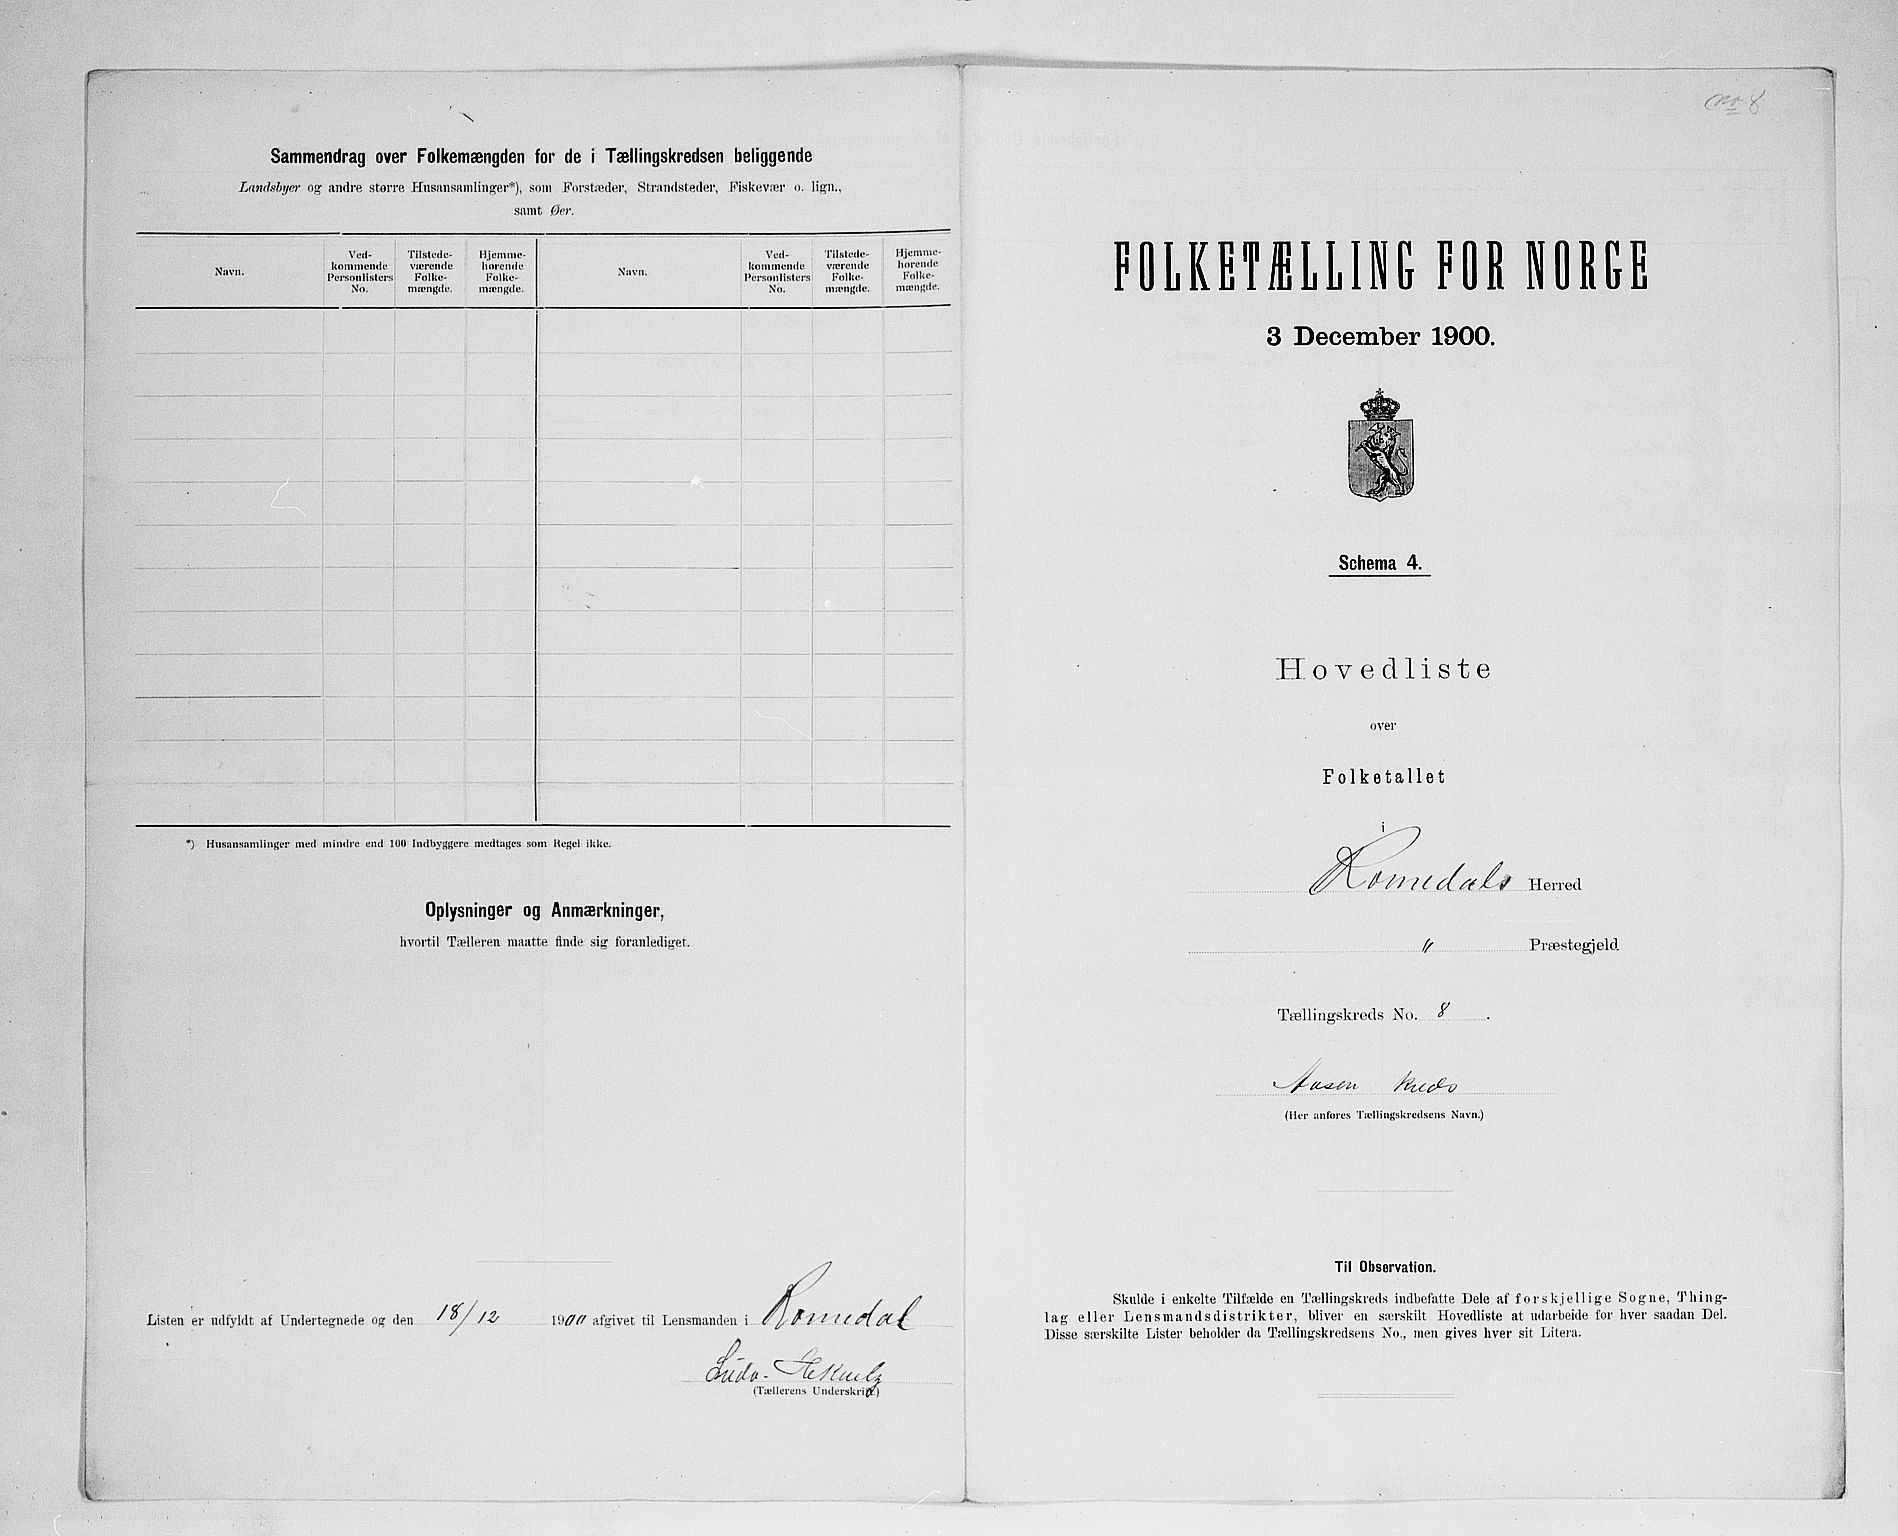 Sammendrag over Folkemængden for de i Tællingskredsen beliggende
Landsbyer og andre større Husansamlinger*), som Forstæder, Strandsteder, Fiskevær o. lign.,
samt Øer.
Navn.
Ved-
kommende
Personlisters
No.
Tilstede-
værende
Folke-
mængde.
Hjemme-
hørende
Folke-
mængde.
Navn.
Ved-
kommende
Personlisters
No.
Tilstede-
værende
Folke-
mængde.
Hjemme-
hørende
Folke-
mængde.
*) Husansamlinger med mindre end 100 Indbyggere medtages som Regel ikke.
Oplysninger og Anmærkninger,
hvortil Tælleren maatte finde sig foranlediget.
Listen er udfyldt af Undertegnede og den 18/12 1900 afgivet til Lensmanden i Romedal
(Tællerens Underskrift)
No 8
FOLKETÆLLING FOR NORGE
3 December 1900.
Schema 4.
Hovedliste
over
Folketallet
i
Romedals Herred
" Præstegjeld
Tællingskreds No. 8.
Aasen Kreds
(Her anføres Tællingskredsens Navn.)
Til Observation.
Skulde i enkelte Tilfælde en Tællingskreds indbefatte Dele af forskjellige Sogne, Thing-
lag eller Lensmandsdistrikter, bliver en særskilt Hovedliste at udarbeide for hver saadan Del.
Disse særskilte Lister beholder da Tællingskredsens No., men gives hver sit Litera.